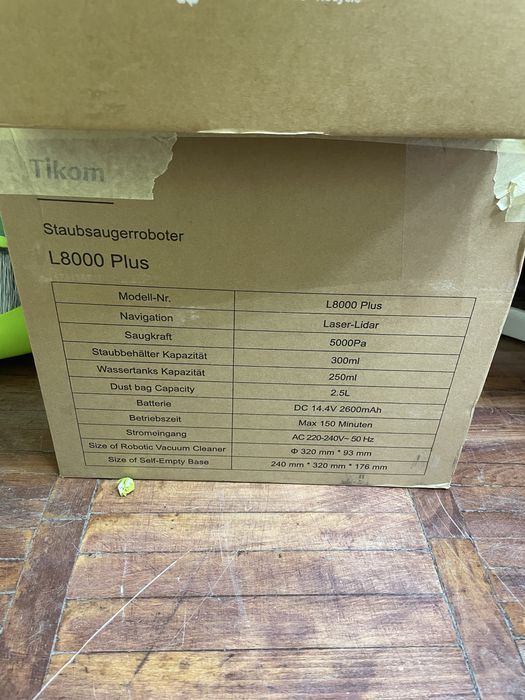 Recycle
Tikom
Staubsaugerroboter
L8000 Plus
Modell-Nr. L8000 Plus
Navigation Laser-Lidar
Saugkraft 5000Pa
Staubbehälter Kapazität 300ml
Wassertanks Kapazität 250ml
Dust bag Capacity 2.5L
Batterie DC 14.4V 2600mAh
Betriebszeit Max 150 Minuten
Stromeingang AC 220-240V~ 50 Hz
Size of Robotic Vacuum Cleaner Φ 320 mm * 93 mm
Size of Self-Empty Base 240 mm * 320 mm * 176 mm